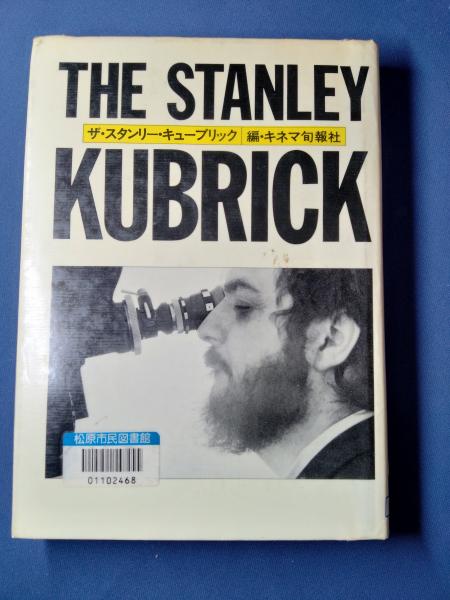 THE STANLEY
ザ・スタンリー・キューブリック 編・キネマ旬報社
KUBRICK
松原市民図書館
01102468